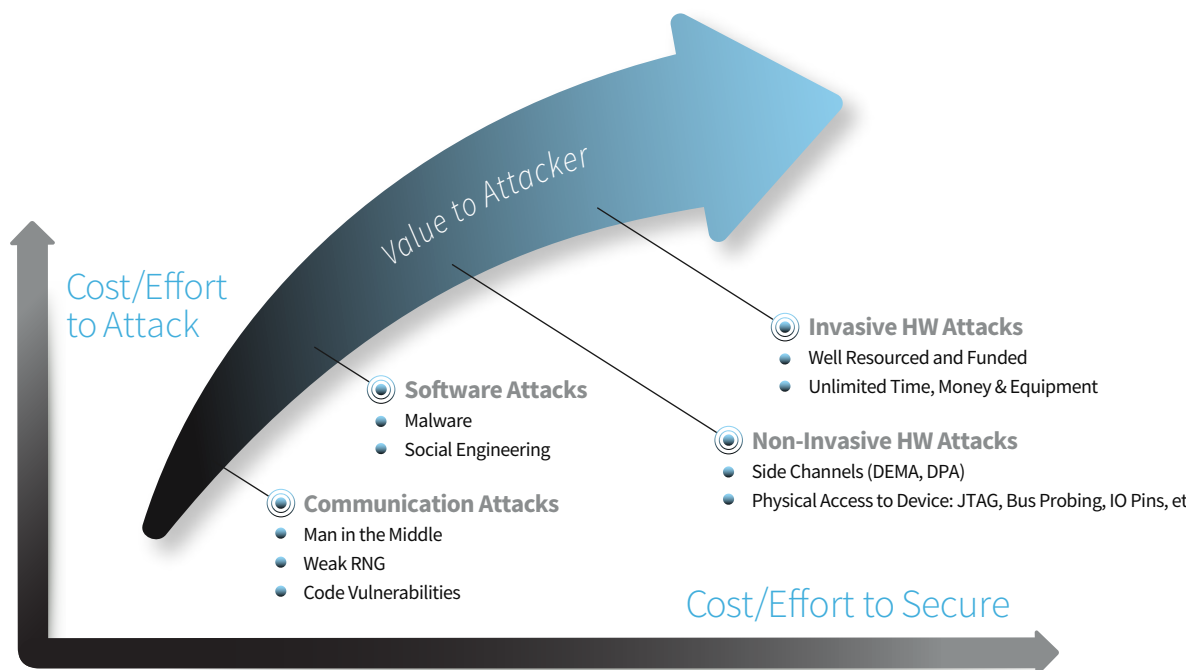 Value to Attacker
Cost/Effort
to Attack
Invasive HW Attacks
Well Resourced and Funded
Unlimited Time, Money & Equipment
Software Attacks
Malware
Social Engineering
Non-Invasive HW Attacks
Side Channels (DEMA, DPA)
Physical Access to Device: JTAG, Bus Probing, IO Pins, et
Communication Attacks
Man in the Middle
Weak RNG
Code Vulnerabilities
Cost/Effort to Secure